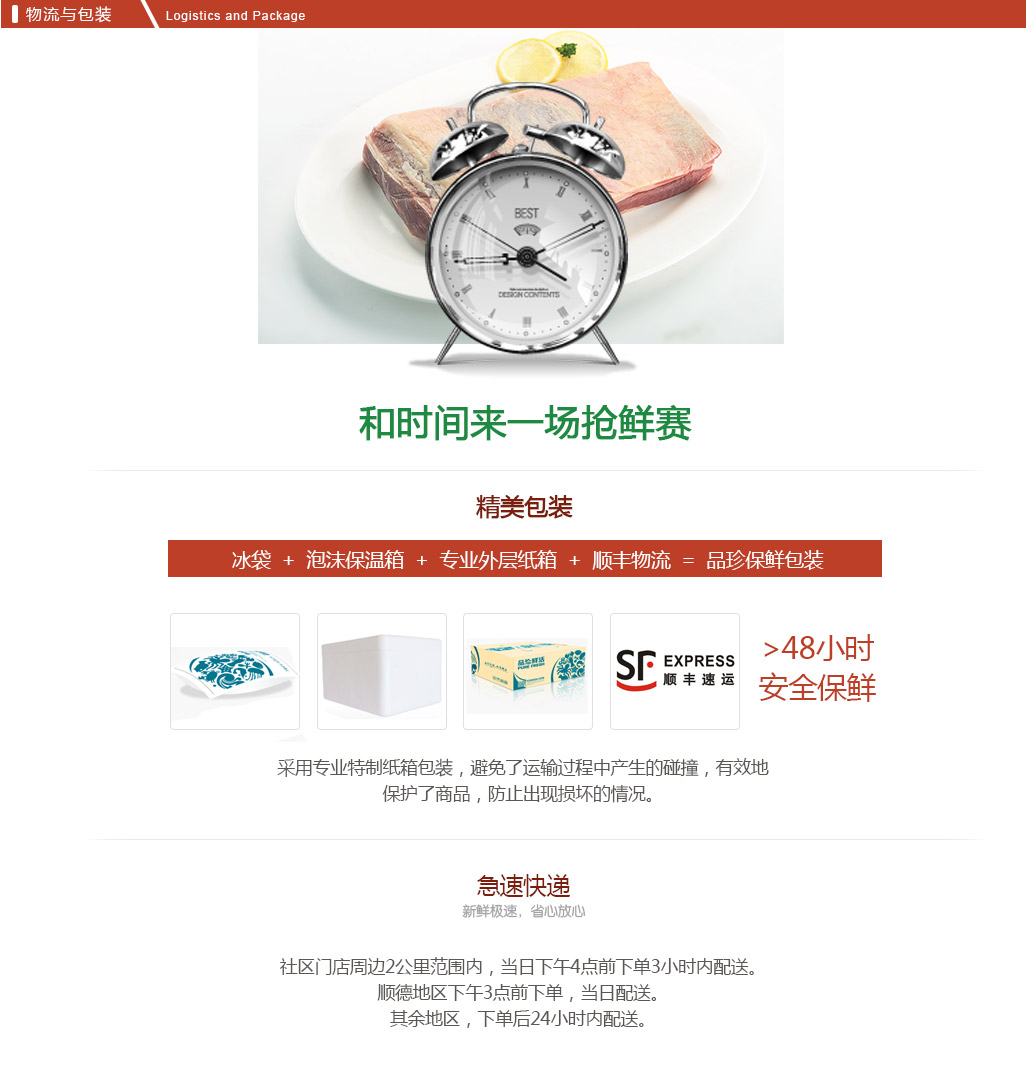 物流与包装
Logistics and Package
BEST
DESIGN CONTENTS
和时间来一场抢鲜赛
精美包装
冰袋 + 泡沫保温箱 + 专业外层纸箱 + 顺丰物流 = 品珍保鲜包装
品珍鲜活
PURE FRESH
SF EXPRESS
顺丰速运
>48小时
安全保鲜
采用专业特制纸箱包装，避免了运输过程中产生的碰撞，有效地
保护了商品，防止出现损坏的情况。
急速快递
新鲜极速，省心放心
社区门店周边2公里范围内，当日下午4点前下单3小时内配送。
顺德地区下午3点前下单，当日配送。
其余地区，下单后24小时内配送。